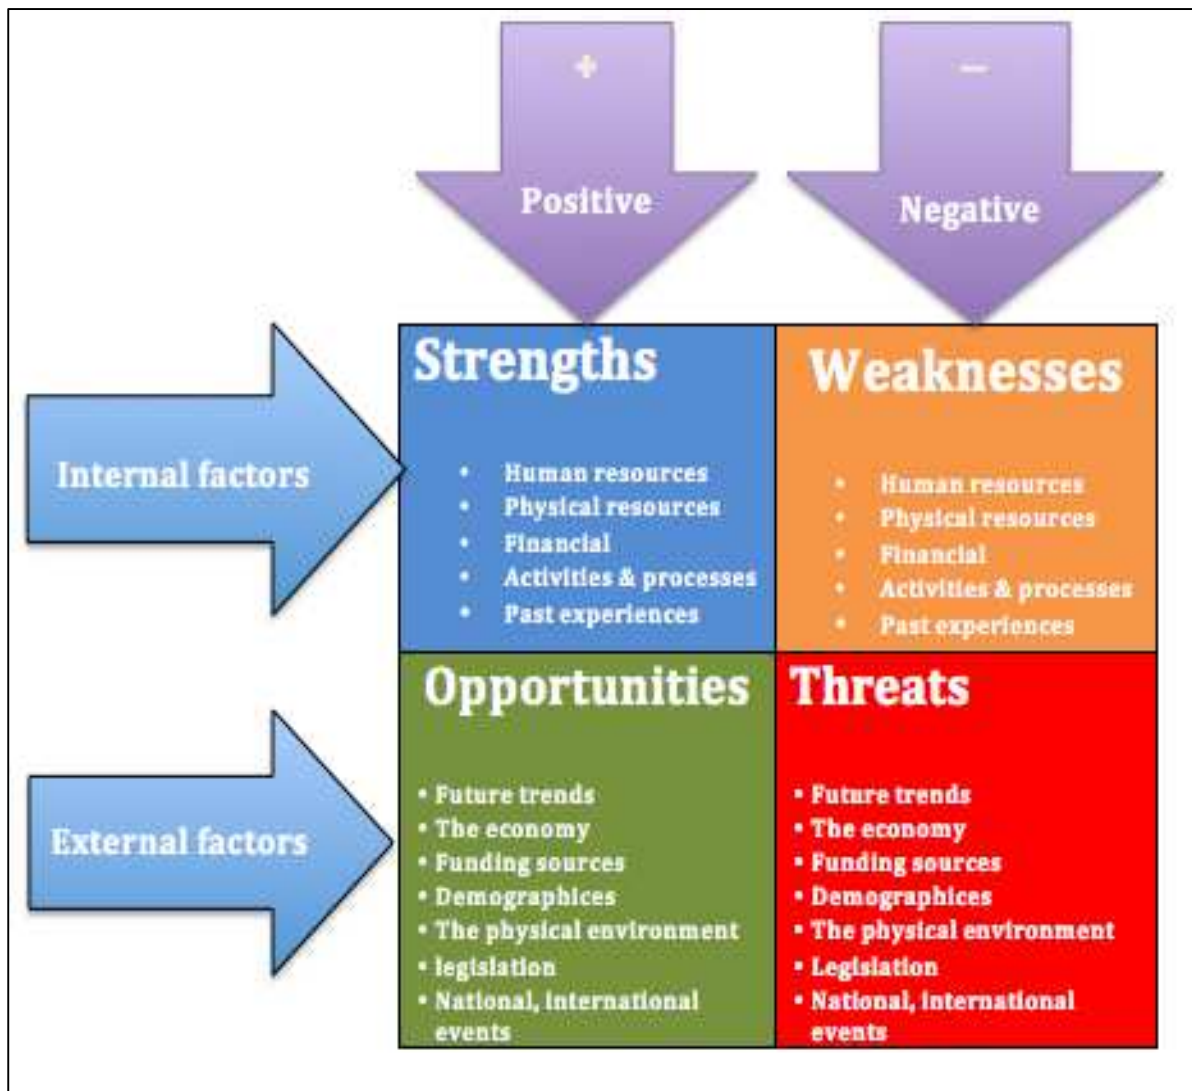 +
–
Positive
Negative
Internal factors
Strengths
• Human resources
• Physical resources
• Financial
• Activities & processes
• Past experiences
Weaknesses
• Human resources
• Physical resources
• Financial
• Activities & processes
• Past experiences
External factors
Opportunities
• Future trends
• The economy
• Funding sources
• Demographices
• The physical environment
• legislation
• National, international
events
Threats
• Future trends
• The economy
• Funding sources
• Demographices
• The physical environment
• Legislation
• National, international
events